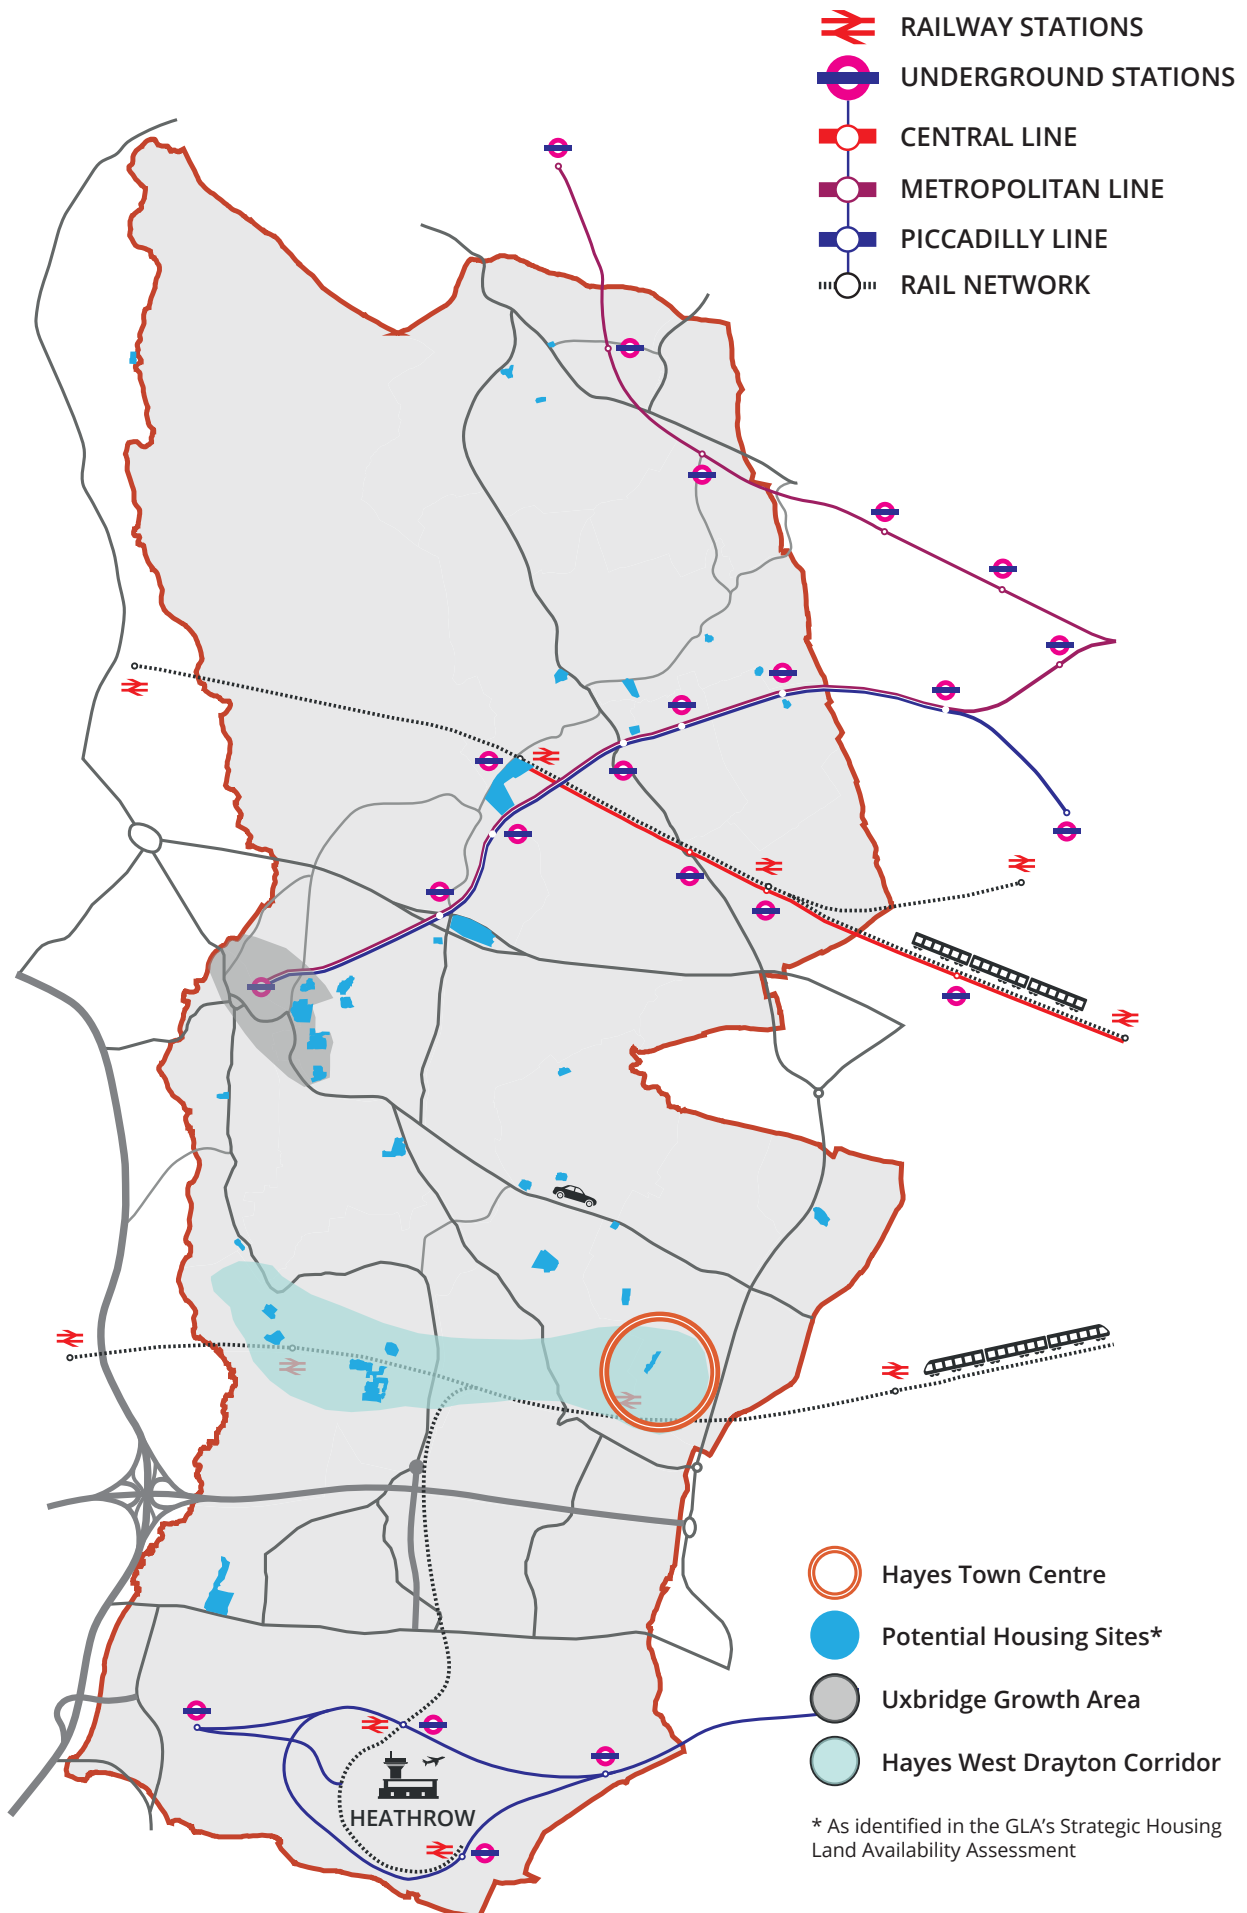 RAILWAY STATIONS
UNDERGROUND STATIONS
CENTRAL LINE
METROPOLITAN LINE
PICCADILLY LINE
RAIL NETWORK
Hayes Town Centre
Potential Housing Sites*
Uxbridge Growth Area
Hayes West Drayton Corridor
HEATHROW
* As identified in the GLA's Strategic Housing
Land Availability Assessment